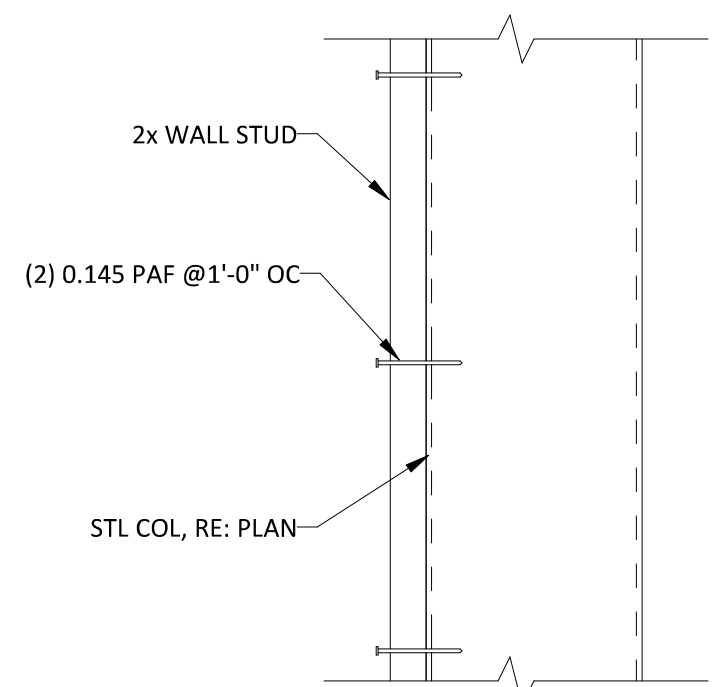 2x WALL STUD
(2) 0.145 PAF @1'-0" OC
STL COL, RE: PLAN